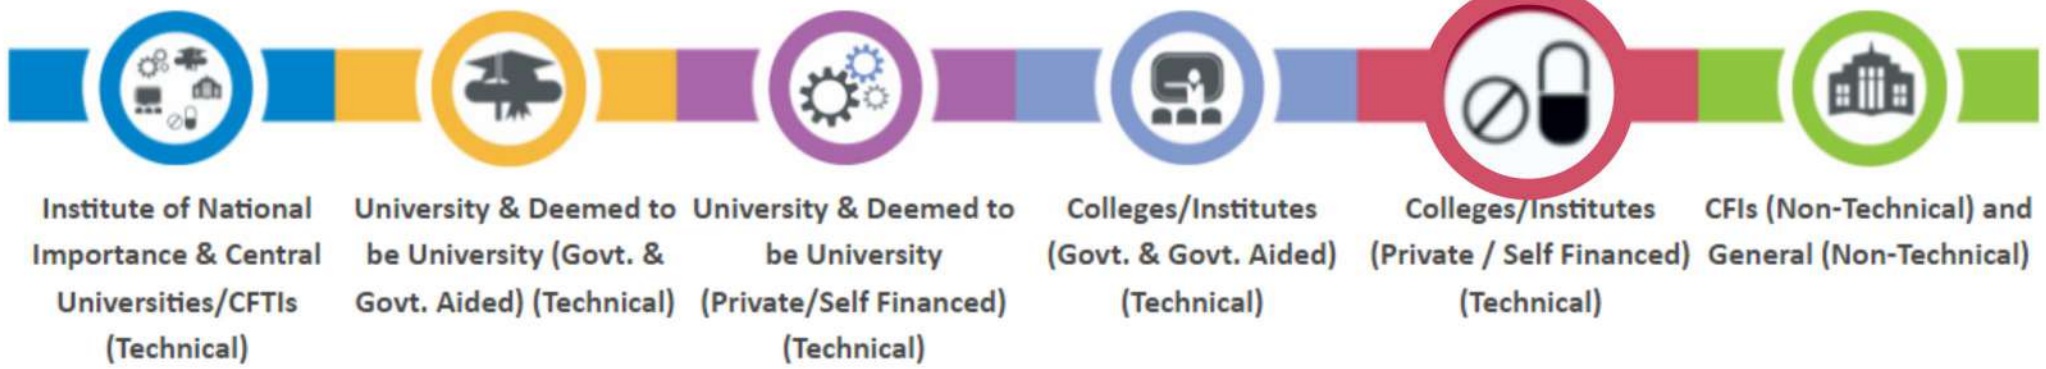 Institute of National
Importance & Central
Universities/CFTIs
(Technical)
University & Deemed to
be University (Govt. &
Govt. Aided) (Technical)
University & Deemed to
be University
(Private/Self Financed)
(Technical)
Colleges/Institutes
(Govt. & Govt. Aided)
(Technical)
Colleges/Institutes
(Private / Self Financed)
(Technical)
CFIs (Non-Technical) and
General (Non-Technical)